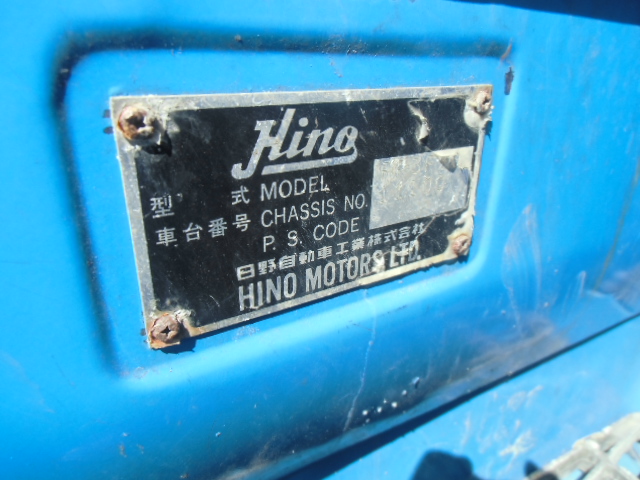 Hino
型 式 MODEL
車台番号 CHASSIS NO.
P. S. CODE
日野自動車工業株式会社
HINO MOTORS LTD.